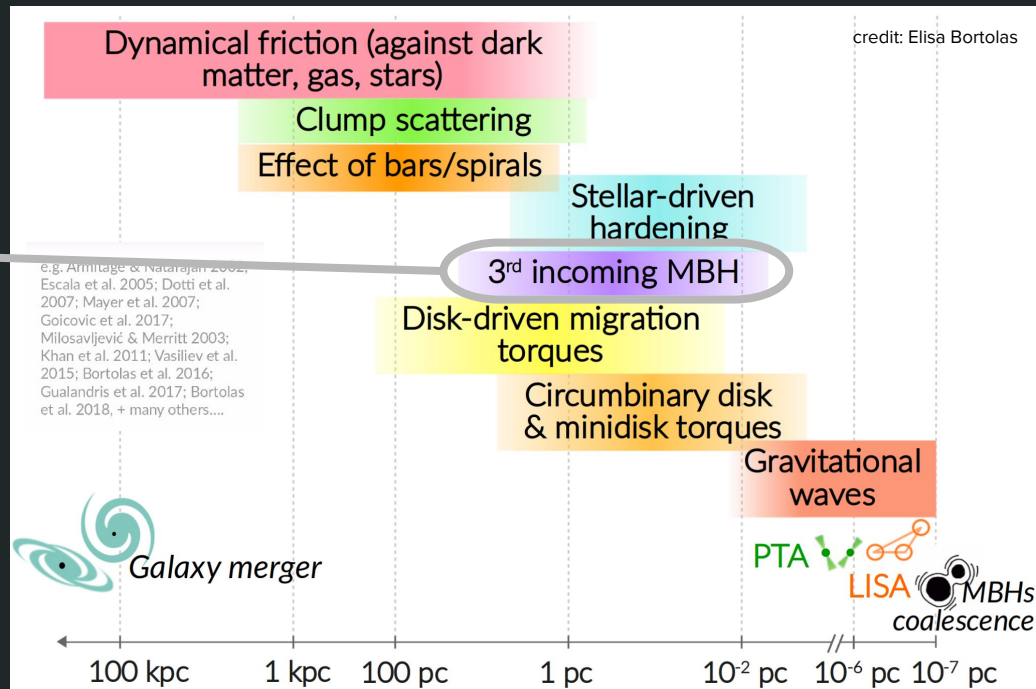 credit: Elisa Bortolas
Dynamical friction (against dark
matter, gas, stars)
Clump scattering
Effect of bars/spirals
Stellar-driven
hardening
3rd incoming MBH
e.g. Armitage & Natarajan 2002;
Escala et al. 2005; Dotti et al.
2007; Mayer et al. 2007;
Goicovic et al. 2017;
Milosavljević & Merritt 2003;
Khan et al. 2011; Vasiliev et al.
2015; Bortolas et al. 2016;
Gualandris et al. 2017; Bortolas
et al. 2018, + many others....
Disk-driven migration
torques
Circumbinary disk
& minidisk torques
Gravitational
waves
Galaxy merger
PTA
LISA
MBHs
coalescence
100 kpc 1 kpc 100 pc 1 pc 10-2 pc 10-6 pc 10-7 pc